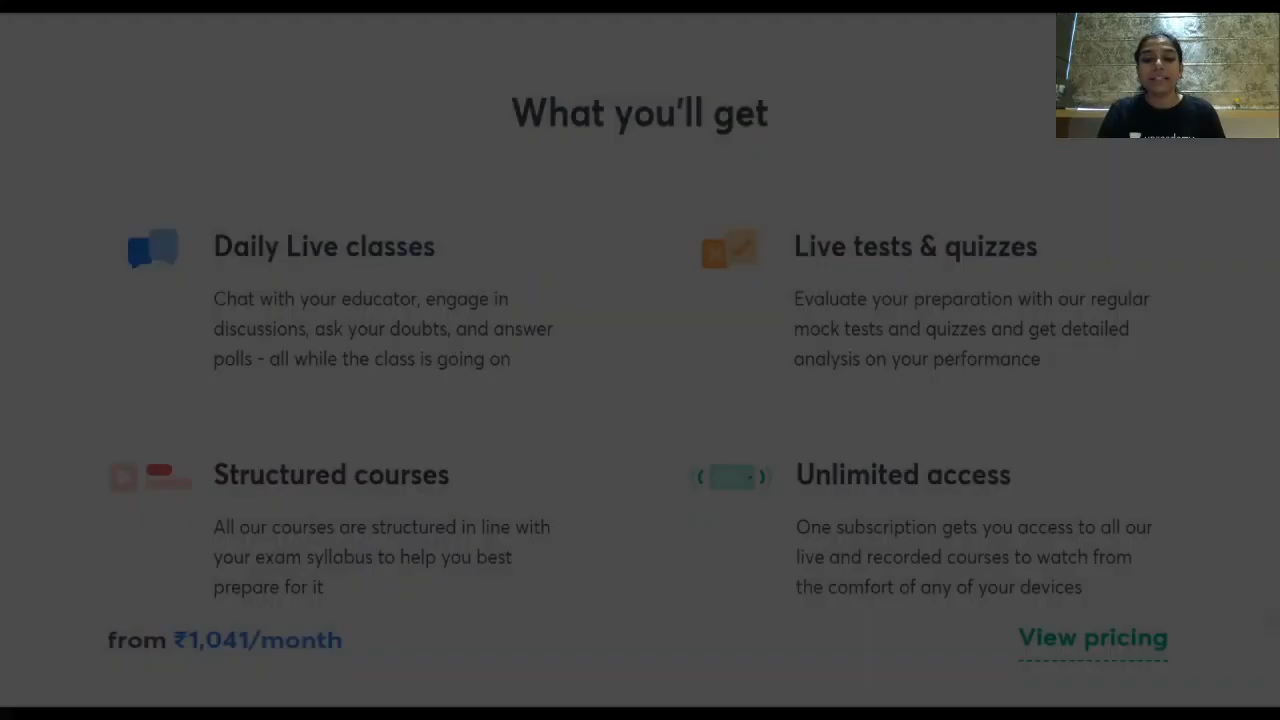 What you'll get
Daily Live classes
Chat with your educator, engage in
discussions, ask your doubts, and answer
polls - all while the class is going on
Live tests & quizzes
Evaluate your preparation with our regular
mock tests and quizzes and get detailed
analysis on your performance
Structured courses
All our courses are structured in line with
your exam syllabus to help you best
prepare for it
Unlimited access
One subscription gets you access to all our
live and recorded courses to watch from
the comfort of any of your devices
from ₹1,041/month
View pricing